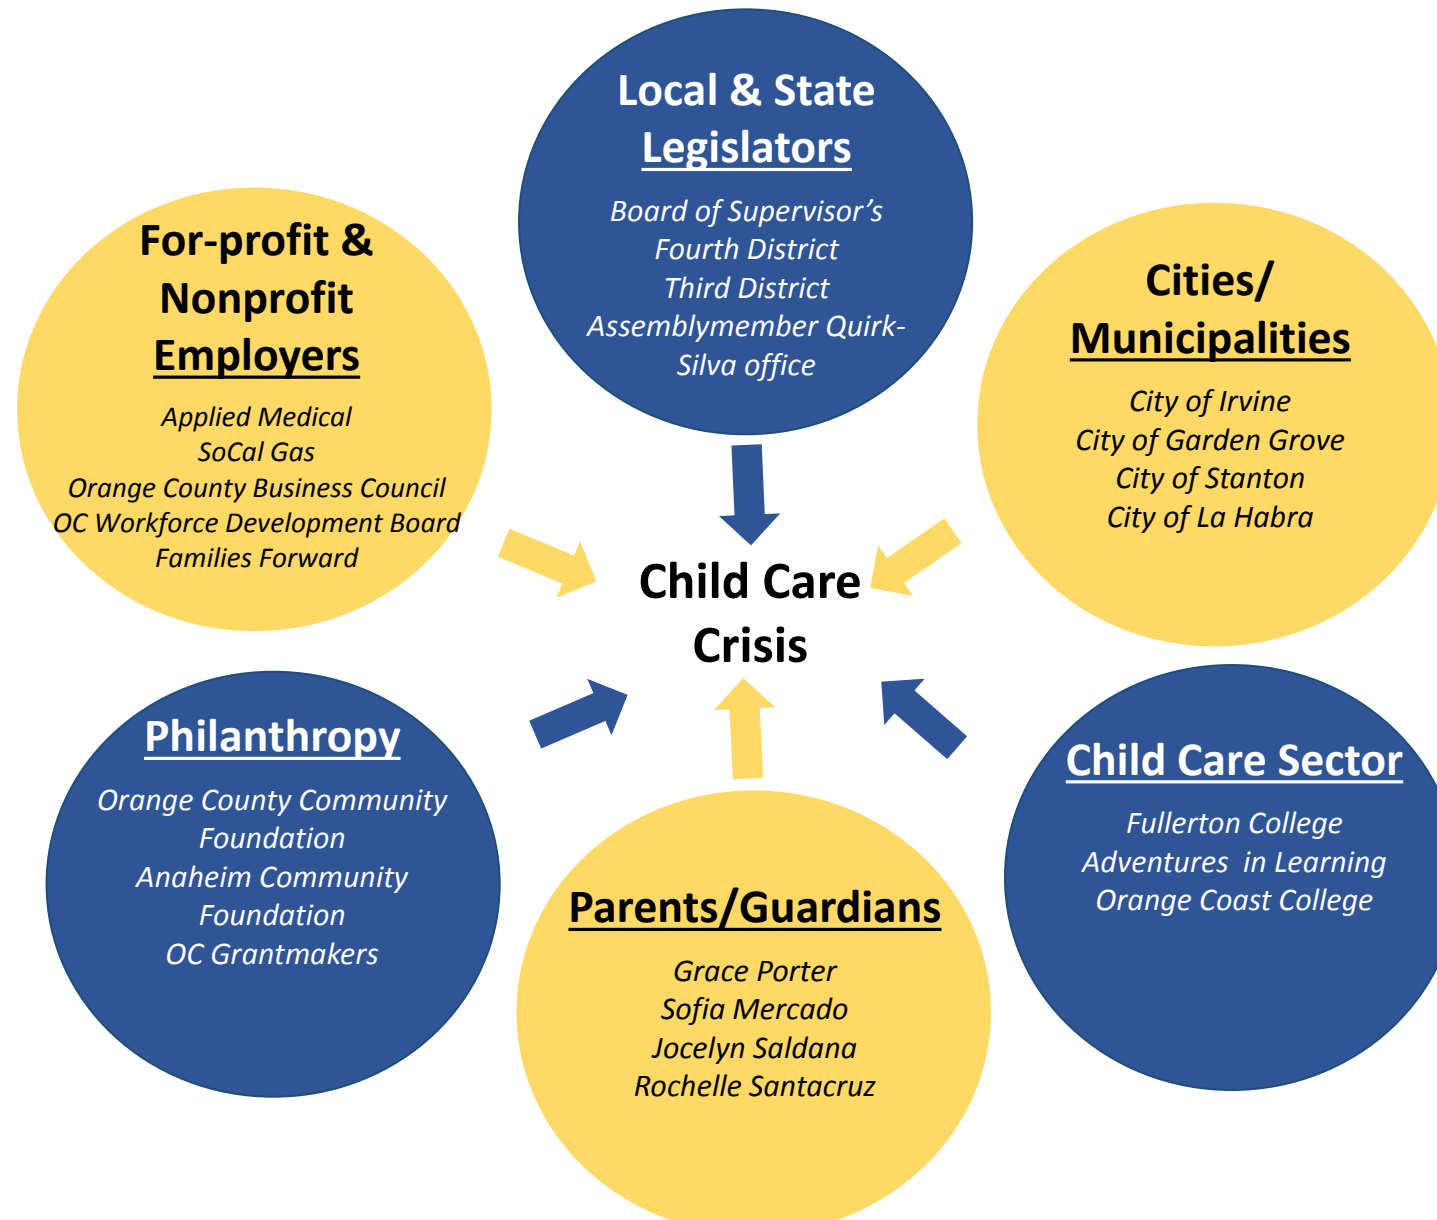 Local & State
Legislators
Board of Supervisor’s
Fourth District
Third District
Assemblymember Quirk-
Silva office
For-profit &
Nonprofit
Employers
Applied Medical
SoCal Gas
Orange County Business Council
OC Workforce Development Board
Families Forward
Cities/
Municipalities
City of Irvine
City of Garden Grove
City of Stanton
City of La Habra
Child Care
Crisis
Philanthropy
Orange County Community
Foundation
Anaheim Community
Foundation
OC Grantmakers
Parents/Guardians
Grace Porter
Sofia Mercado
Jocelyn Saldana
Rochelle Santacruz
Child Care Sector
Fullerton College
Adventures  in Learning
Orange Coast College